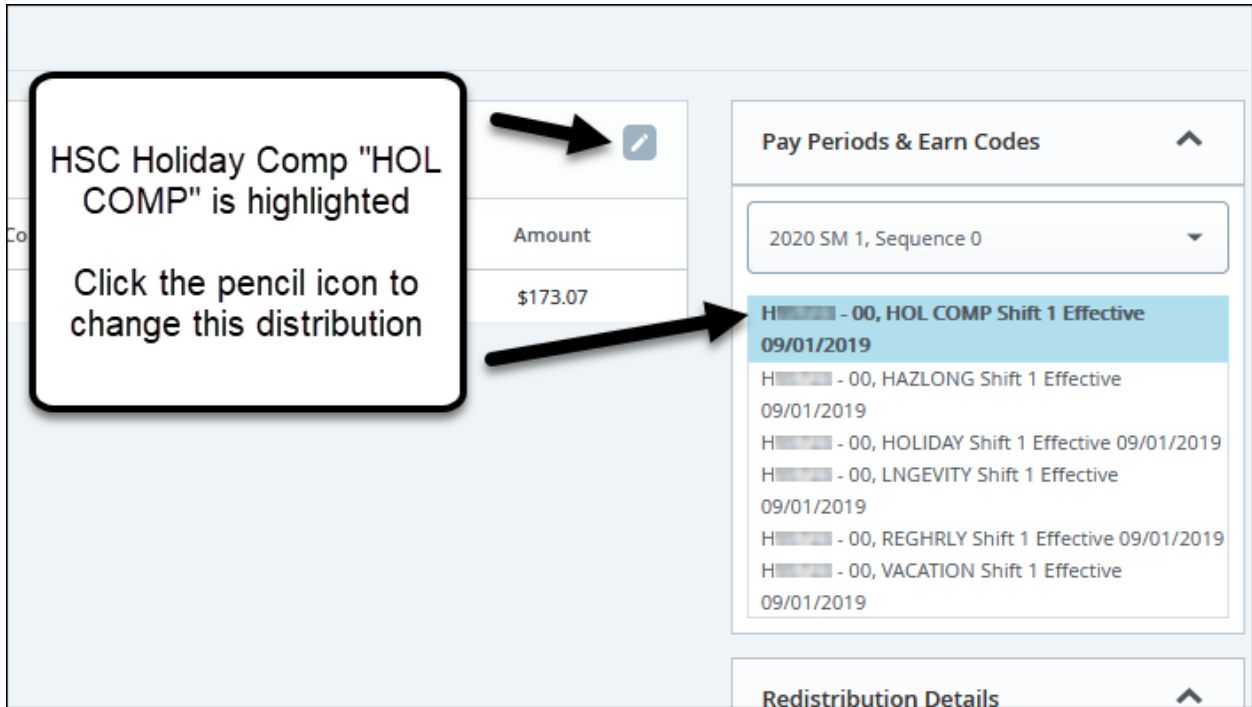 HSC Holiday Comp "HOL
COMP" is highlighted
Click the pencil icon to
change this distribution
Co
Amount
$173.07
Pay Periods & Earn Codes
2020 SM 1, Sequence 0
H - 00, HOL COMP Shift 1 Effective
09/01/2019
H - 00, HAZLONG Shift 1 Effective
09/01/2019
H - 00, HOLIDAY Shift 1 Effective 09/01/2019
H - 00, LNGEVITY Shift 1 Effective
09/01/2019
H - 00, REGHRLY Shift 1 Effective 09/01/2019
H - 00, VACATION Shift 1 Effective
09/01/2019
Redistribution Details